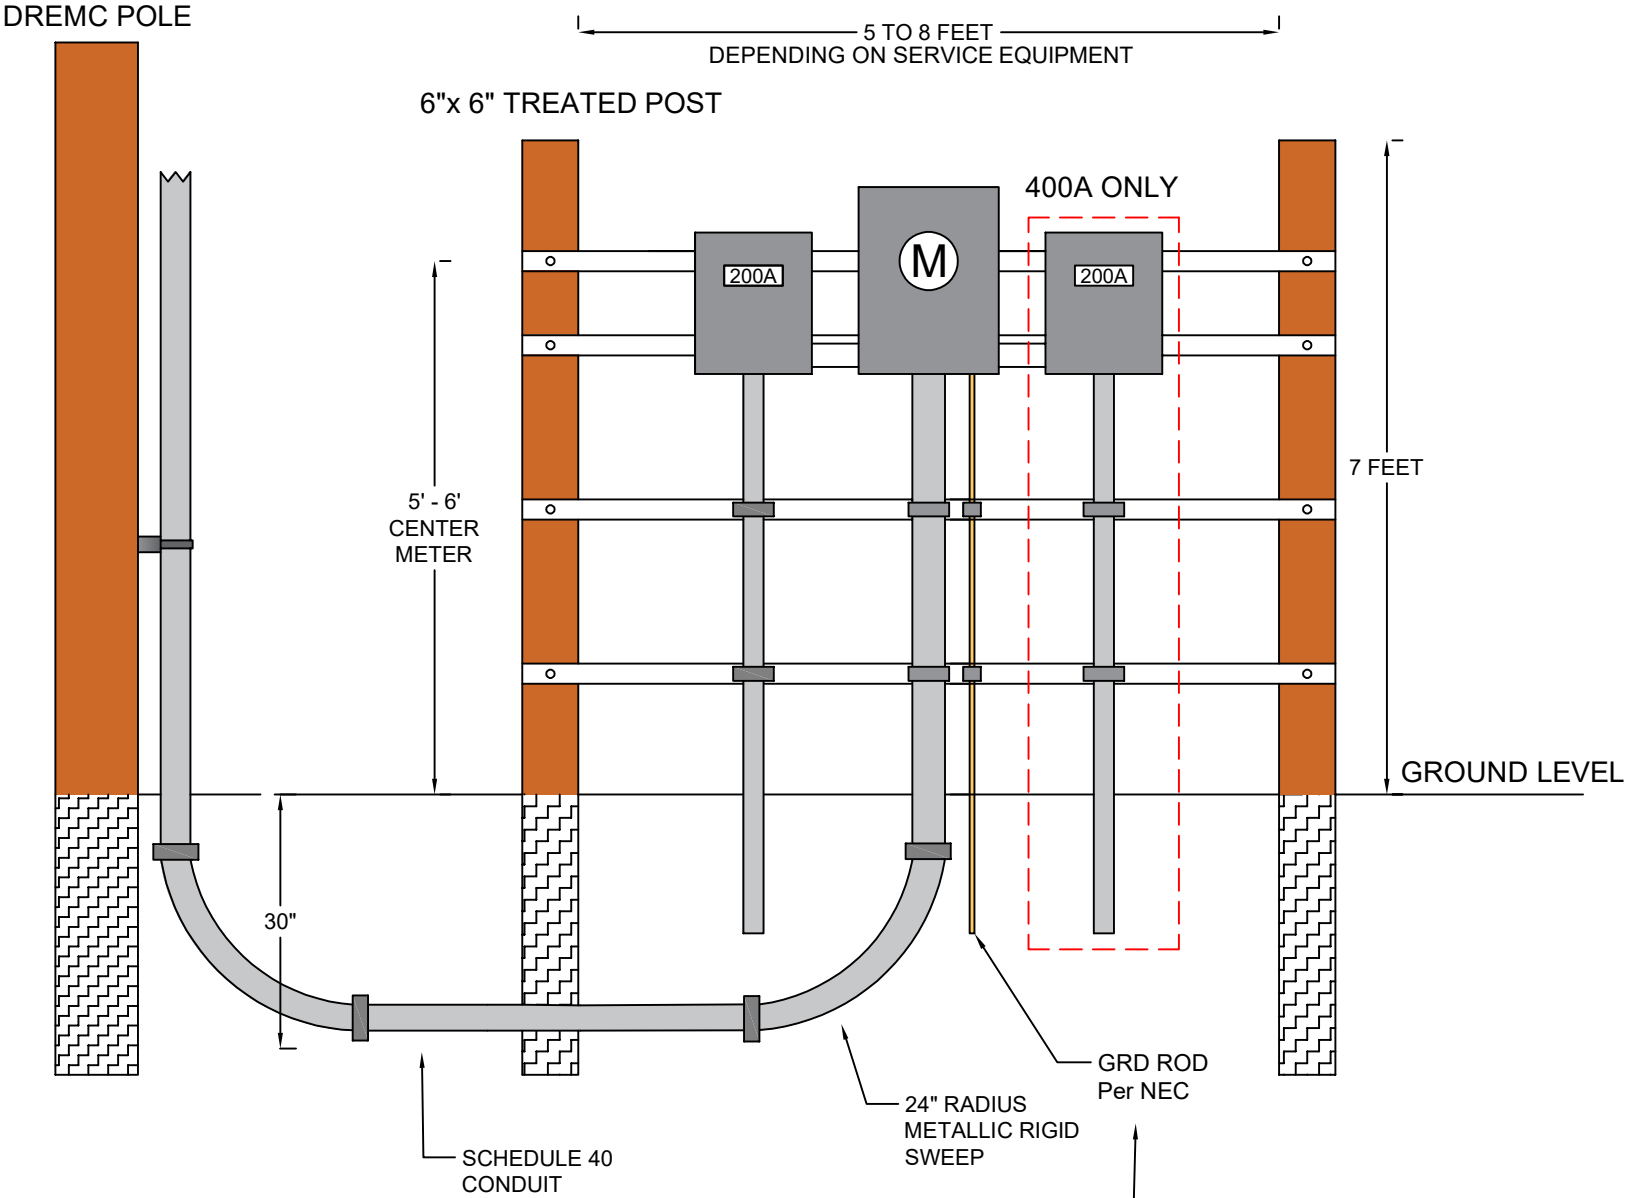 DREMC POLE
5 TO 8 FEET
DEPENDING ON SERVICE EQUIPMENT
6"x 6" TREATED POST
400A ONLY
200A
M
200A
7 FEET
5' - 6'
CENTER
METER
GROUND LEVEL
30"
GRD ROD
Per NEC
24" RADIUS
METALLIC RIGID
SWEEP
SCHEDULE 40
CONDUIT